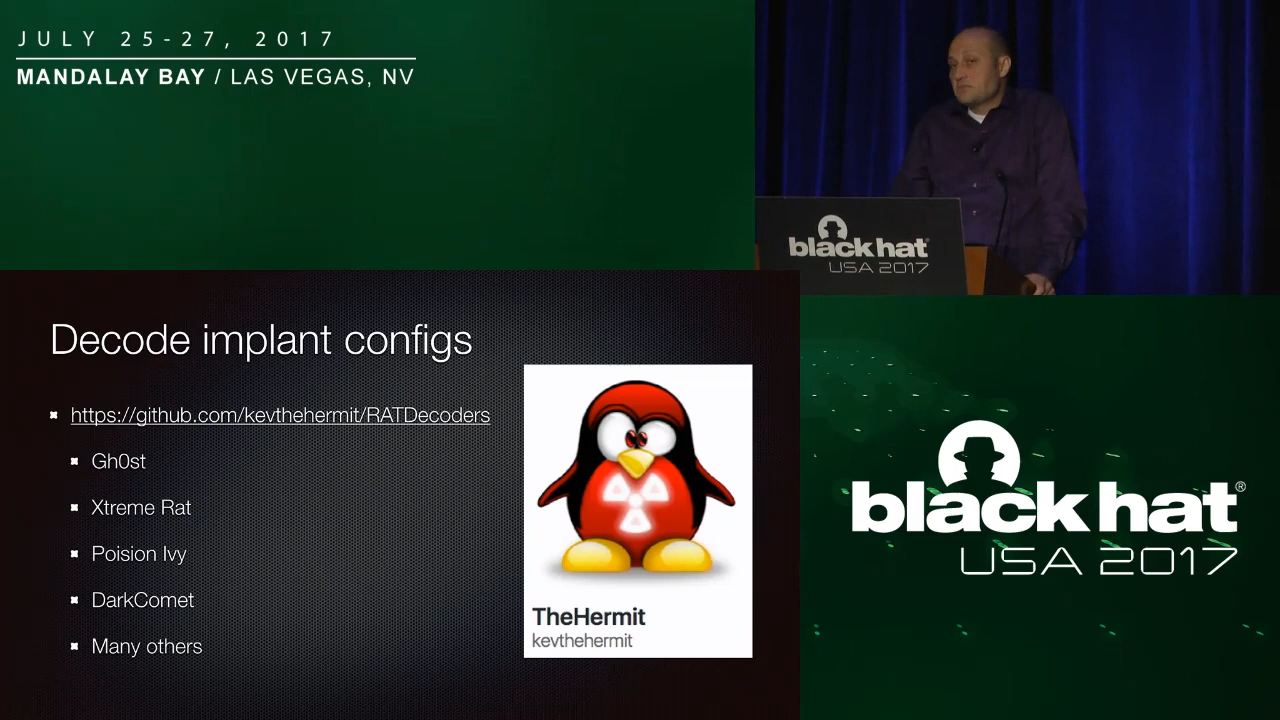 JULY 25-27, 2017
MANDALAY BAY / LAS VEGAS, NV
black hat®
USA 2017
Decode implant configs
https://github.com/kevthehermit/RATDecoders
Gh0st
Xtreme Rat
Poision Ivy
DarkComet
Many others
TheHermit
kevthehermit
black hat®
USA 2017